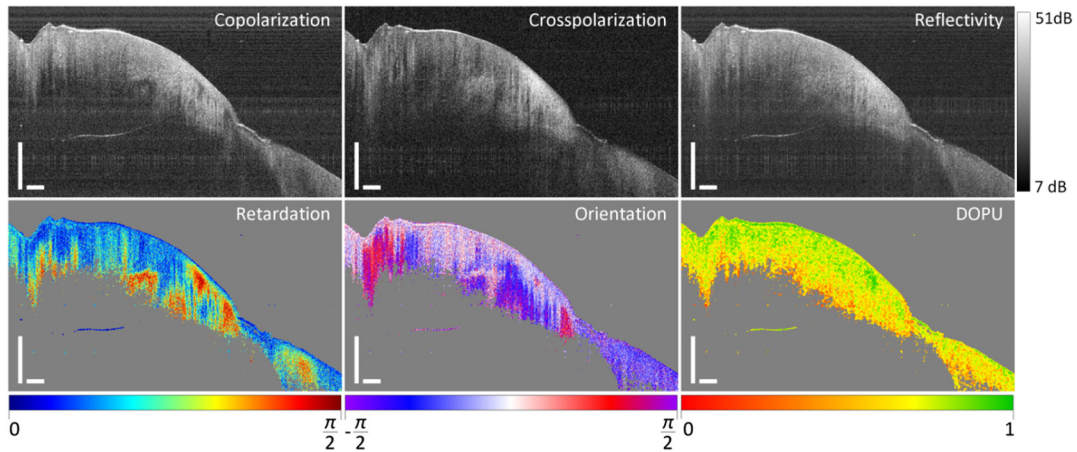 Copolarization
Crosspolarization
Reflectivity
51dB
7 dB
Retardation
Orientation
DOPU
0
π/2
-π/2
π/2
0
1